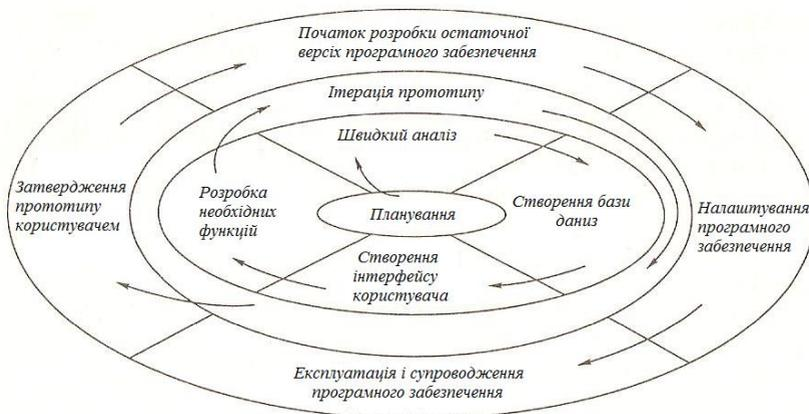 Початок розробки остаточної
версіх програмного забезпечення
Ітерація прототипу
Швидкий аналіз
Затвердження
прототипу
користувачем
Розробка
необхідних
функцій
Планування
Створення бази
даниз
Налаштування
програмного
забезпечення
Створення
інтерфейсу
користувача
Експлуатація і супроводження
програмного забезпечення